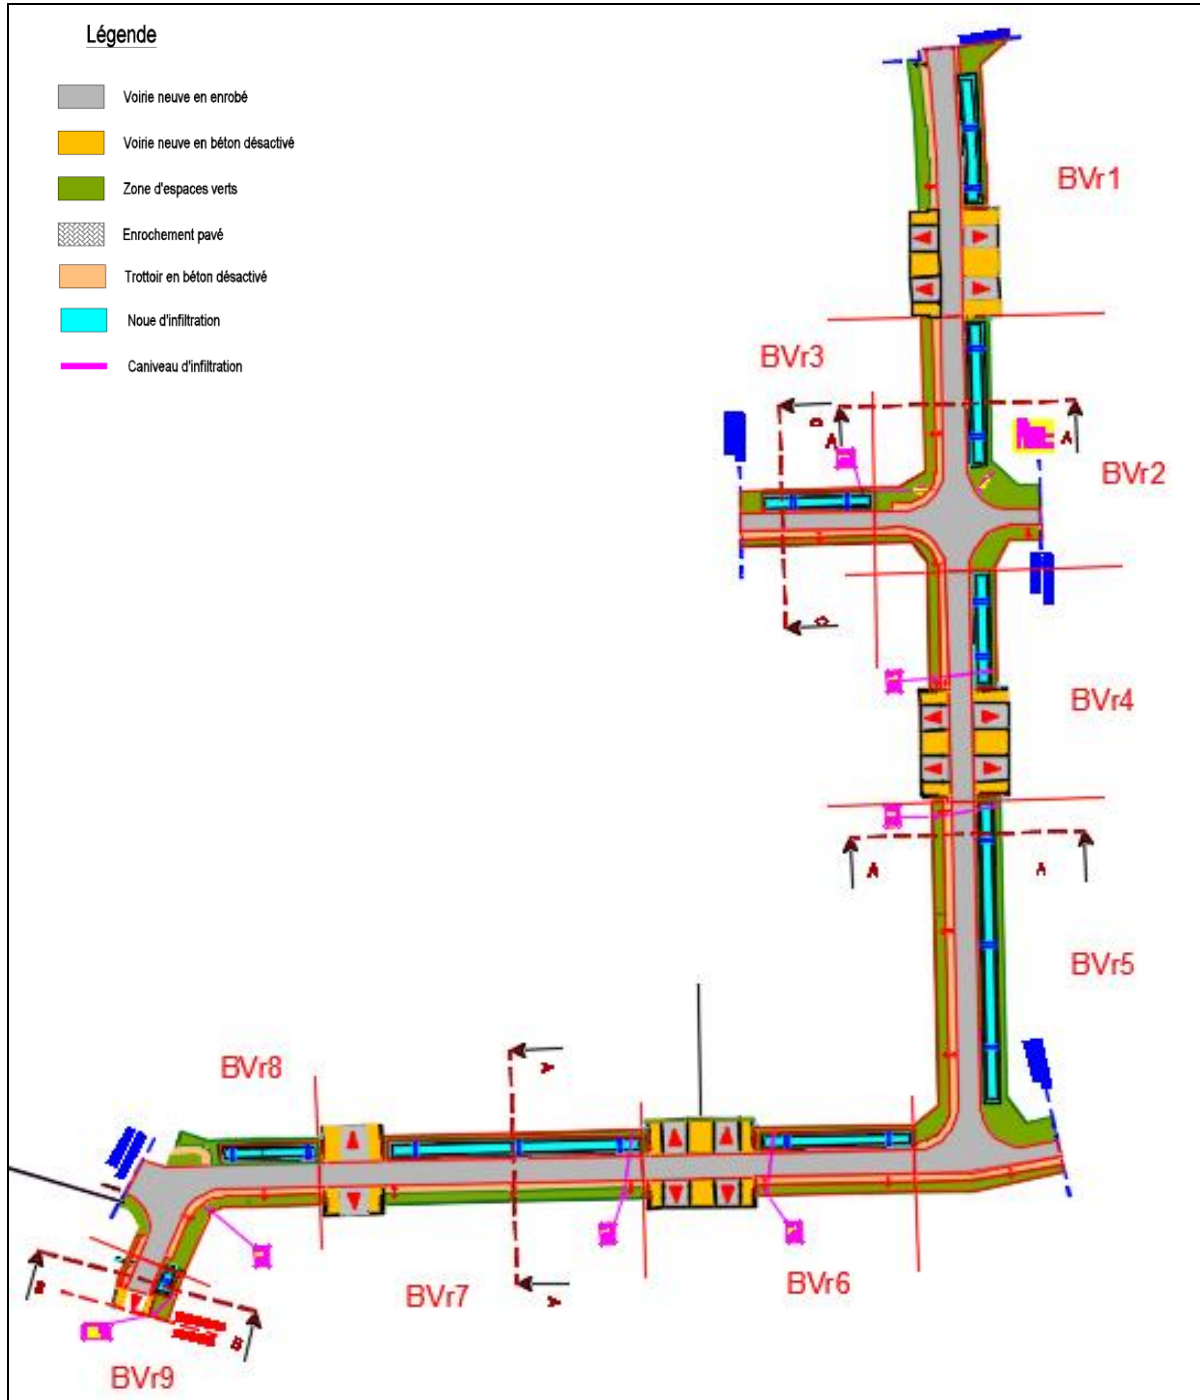 Légende
Voirie neuve en enrobé
Voirie neuve en béton désactivé
Zone d'espaces verts
Enrochement pavé
Trottoir en béton désactivé
Noue d'infiltration
Caniveau d'infiltration
BVr1
BVr3
A
A
BVr2
BVr4
A
A
BVr5
BVr8
BVr7
BVr6
B
B
BVr9